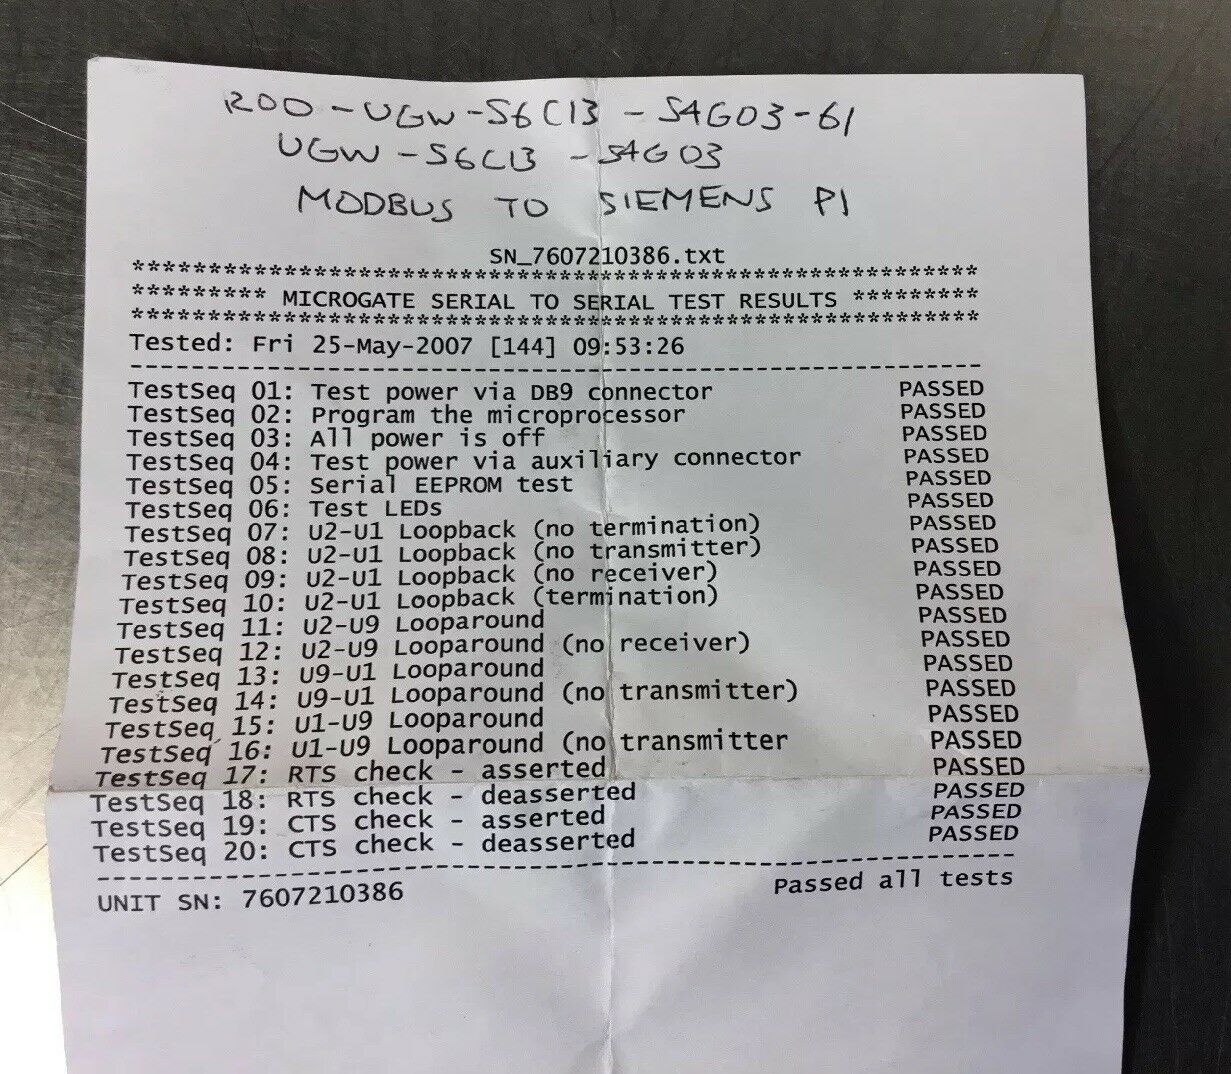 R00-UGW-S6C13-S4G03-61
UGW-S6C13-S4G03
MODBUS TO SIEMENS P1
SN_7607210386.txt
********************************************************
********* MICROGATE SERIAL TO SERIAL TEST RESULTS *********
********************************************************
Tested: Fri 25-May-2007 [144] 09:53:26
--------------------------------------------------------
TestSeq 01: Test power via DB9 connector PASSED
TestSeq 02: Program the microprocessor PASSED
TestSeq 03: All power is off PASSED
TestSeq 04: Test power via auxiliary connector PASSED
TestSeq 05: Serial EEPROM test PASSED
TestSeq 06: Test LEDs PASSED
TestSeq 07: U2-U1 Loopback (no termination) PASSED
TestSeq 08: U2-U1 Loopback (no transmitter) PASSED
TestSeq 09: U2-U1 Loopback (no receiver) PASSED
TestSeq 10: U2-U1 Loopback (termination) PASSED
TestSeq 11: U2-U9 Looparound PASSED
TestSeq 12: U2-U9 Looparound (no receiver) PASSED
TestSeq 13: U9-U1 Looparound PASSED
TestSeq 14: U9-U1 Looparound (no transmitter) PASSED
TestSeq 15: U1-U9 Looparound PASSED
TestSeq 16: U1-U9 Looparound (no transmitter PASSED
TestSeq 17: RTS check - asserted PASSED
TestSeq 18: RTS check - deasserted PASSED
TestSeq 19: CTS check - asserted PASSED
TestSeq 20: CTS check - deasserted PASSED
--------------------------------------------------------
UNIT SN: 7607210386 Passed all tests